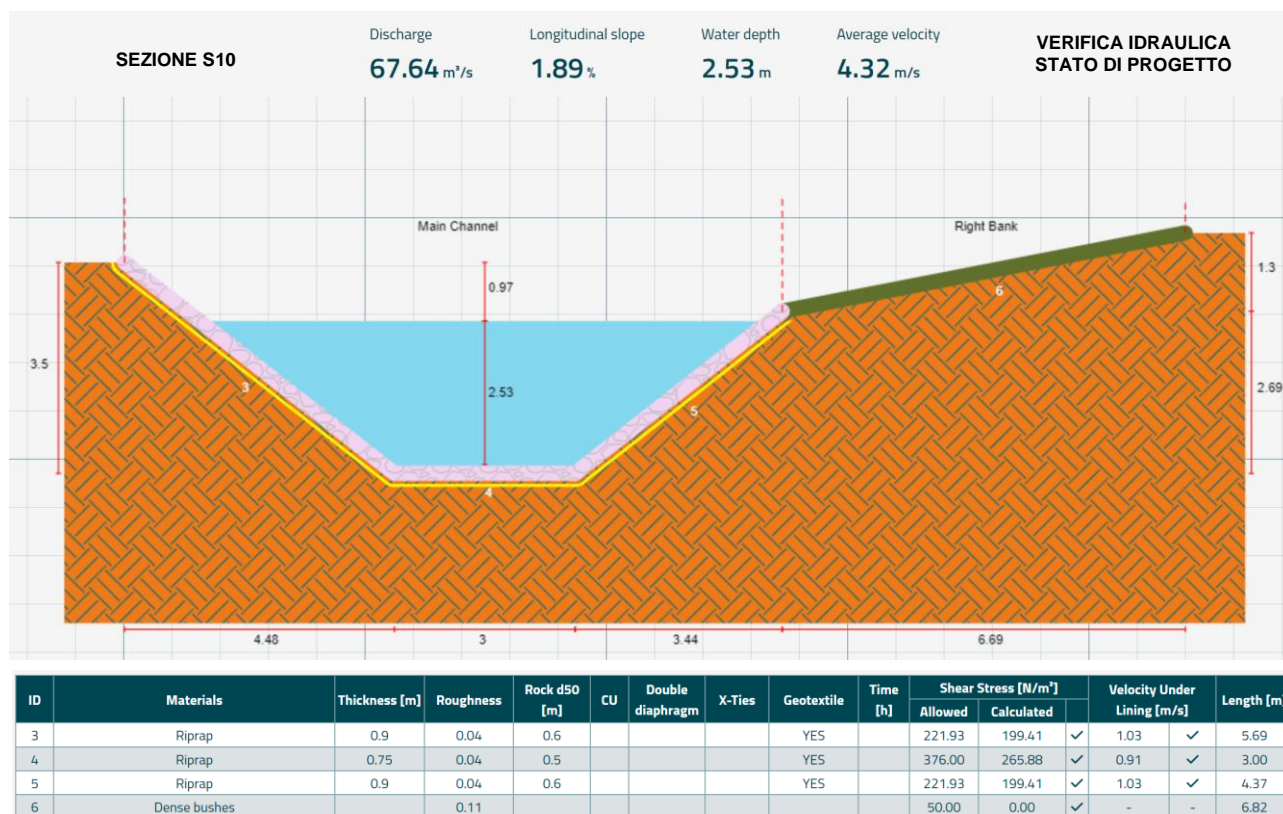 SEZIONE S10
Discharge
67.64 m³/s
Longitudinal slope
1.89 %
Water depth
2.53 m
Average velocity
4.32 m/s
VERIFICA IDRAULICA
STATO DI PROGETTO
Main Channel
Right Bank
0.97
2.53
3.5
1.3
2.69
3
4
5
6
4.48
3
3.44
6.69
ID Materials Thickness [m] Roughness Rock d50 [m] CU Double diaphragm X-Ties Geotextile Time [h] Shear Stress [N/m²] Allowed Calculated Velocity Under Lining [m/s] Length [m
3 Riprap 0.9 0.04 0.6 YES 221.93 199.41 ✓ 1.03 ✓ 5.69
4 Riprap 0.75 0.04 0.5 YES 376.00 265.88 ✓ 0.91 ✓ 3.00
5 Riprap 0.9 0.04 0.6 YES 221.93 199.41 ✓ 1.03 ✓ 4.37
6 Dense bushes 0.11 50.00 0.00 ✓ - - 6.82